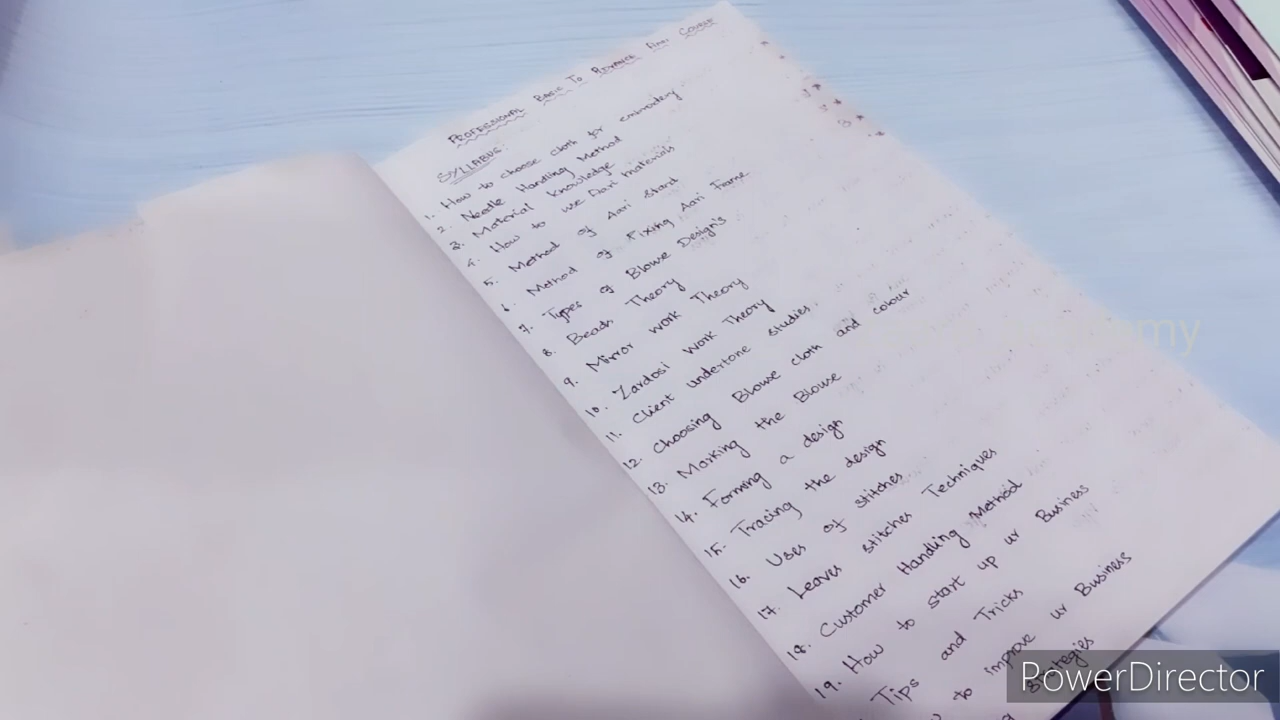 PROFESSIONAL BASIC TO ADVANCE AARI COURSE
SYLLABUS
1. How to choose cloth for embroidery
2. Needle Handling Method
3. Material knowledge
4. How to use Aari materials
5. Method of Aari Stand
6. Method of Fixing Aari Frame
7. Types of Blouse Design's
8. Beads Theory
9. Mirror work Theory
10. Zardosi work Theory
11. Client undertone studies
12. Choosing Blouse cloth and colour
13. Marking the Blouse
14. Forming a design
15. Tracing the design
16. Uses of stitches
17. Leaves stitches Techniques
18. Customer Handling Method
19. How to start up ur Business
Tips and Tricks
to improve ur Business
PowerDirector